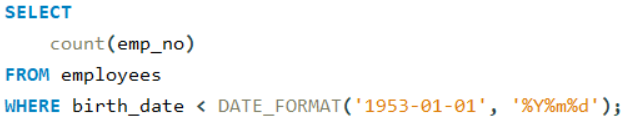 SELECT
    count(emp_no)
FROM employees
WHERE birth_date < DATE_FORMAT('1953-01-01', '%Y%m%d');